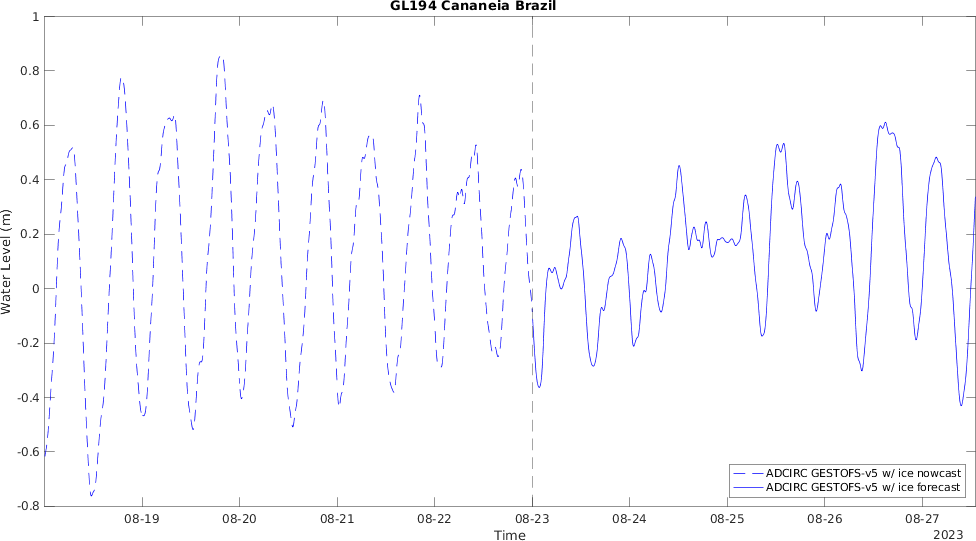 GL194 Cananeia Brazil
1
0.8
0.6
0.4
0.2
0
-0.2
-0.4
-0.6
-0.8
Water Level (m)
ADCIRC GESTOFS-v5 w/ ice nowcast
ADCIRC GESTOFS-v5 w/ ice forecast
08-19 08-20 08-21 08-22 08-23 08-24 08-25 08-26 08-27
Time
2023